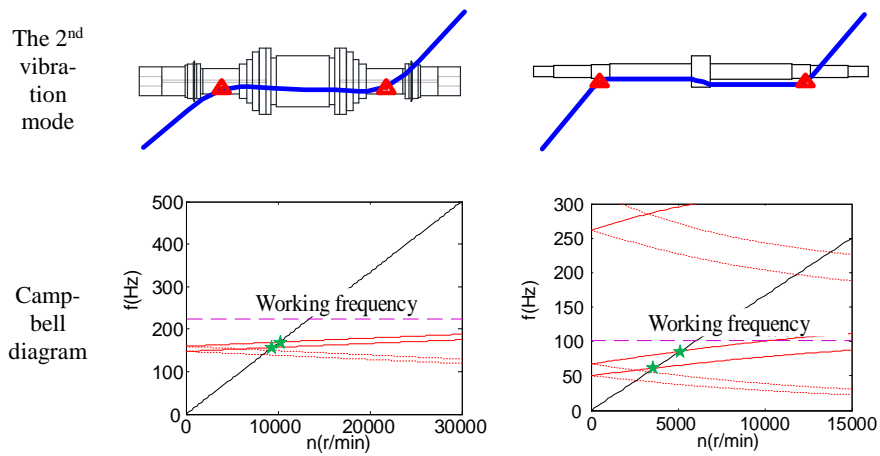 The 2nd
vibra-
tion
mode
Camp-
bell
diagram
500
400
300
200
100
0
f(Hz)
Working frequency
0
10000
20000
30000
n(r/min)
300
250
200
150
100
50
0
f(Hz)
Working frequency
0
5000
10000
15000
n(r/min)